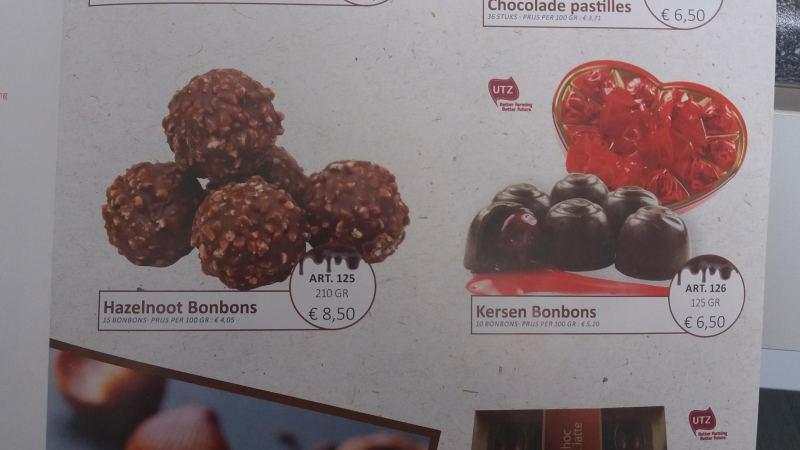 Chocolade pastilles
36 STUKS - PRIJS PER 100 GR : € 3,71
€ 6,50
UTZ
Better farming
Better future
ART. 125
210 GR
€ 8,50
Hazelnoot Bonbons
15 BONBONS- PRIJS PER 100 GR : € 4,05
ART. 126
125 GR
€ 6,50
Kersen Bonbons
10 BONBONS- PRIJS PER 100 GR : € 5,20
UTZ
Better farming
Better future